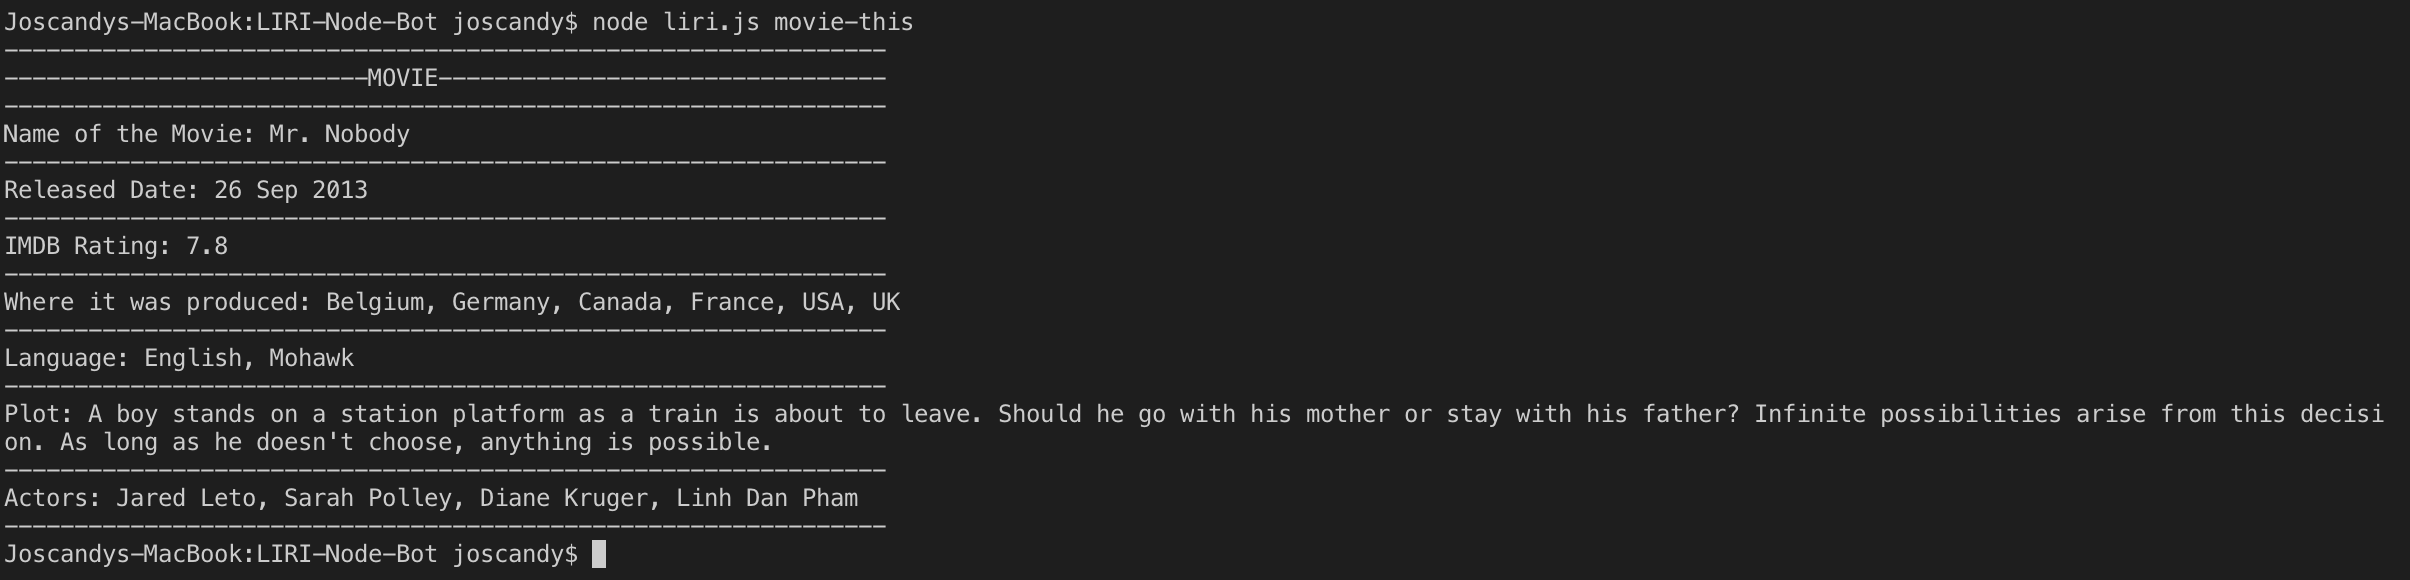 Joscandys-MacBook:LIRI-Node-Bot joscandy$ node liri.js movie-this
---------------------------------------------------------------
--------------------------MOVIE--------------------------------
---------------------------------------------------------------
Name of the Movie: Mr. Nobody
---------------------------------------------------------------
Released Date: 26 Sep 2013
---------------------------------------------------------------
IMDB Rating: 7.8
---------------------------------------------------------------
Where it was produced: Belgium, Germany, Canada, France, USA, UK
---------------------------------------------------------------
Language: English, Mohawk
---------------------------------------------------------------
Plot: A boy stands on a station platform as a train is about to leave. Should he go with his mother or stay with his father? Infinite possibilities arise from this decisi
on. As long as he doesn't choose, anything is possible.
---------------------------------------------------------------
Actors: Jared Leto, Sarah Polley, Diane Kruger, Linh Dan Pham
---------------------------------------------------------------
Joscandys-MacBook:LIRI-Node-Bot joscandy$